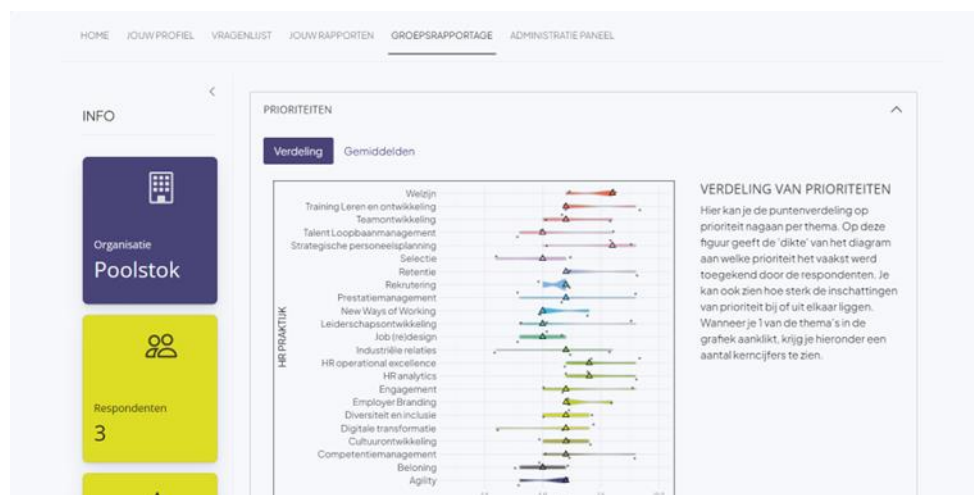 HOME JOUW PROFIEL VRAGENLIJST JOUW RAPPORTEN GROEPSRAPPORTAGE ADMINISTRATIE PANEEL
INFO
Organisatie
Poolstok
Respondenten
3
PRIORITEITEN
Verdeling Gemiddelden
HR PRAKTIJK
Welzijn
Training Leren en ontwikkeling
Teamontwikkeling
Talent Loopbaanmanagement
Strategische personeelsplanning
Selectie
Retentie
Rekrutering
Prestatiemanagement
New Ways of Working
Leiderschapsontwikkeling
Job (re)design
Industriële relaties
HR operational excellence
HR analytics
Engagement
Employer Branding
Diversiteit en inclusie
Digitale transformatie
Cultuurontwikkeling
Competentiemanagement
Beloning
Agility
VERDELING VAN PRIORITEITEN
Hier kan je de puntenverdeling op
prioriteit nagaan per thema. Op deze
figuur geeft de 'dikte' van het diagram
aan welke prioriteit het vaakst werd
toegekend door de respondenten. Je
kan ook zien hoe sterk de inschattingen
van prioriteit bij of uit elkaar liggen.
Wanneer je 1 van de thema's in de
grafiek aanklikt, krijg je hieronder een
aantal kerncijfers te zien.